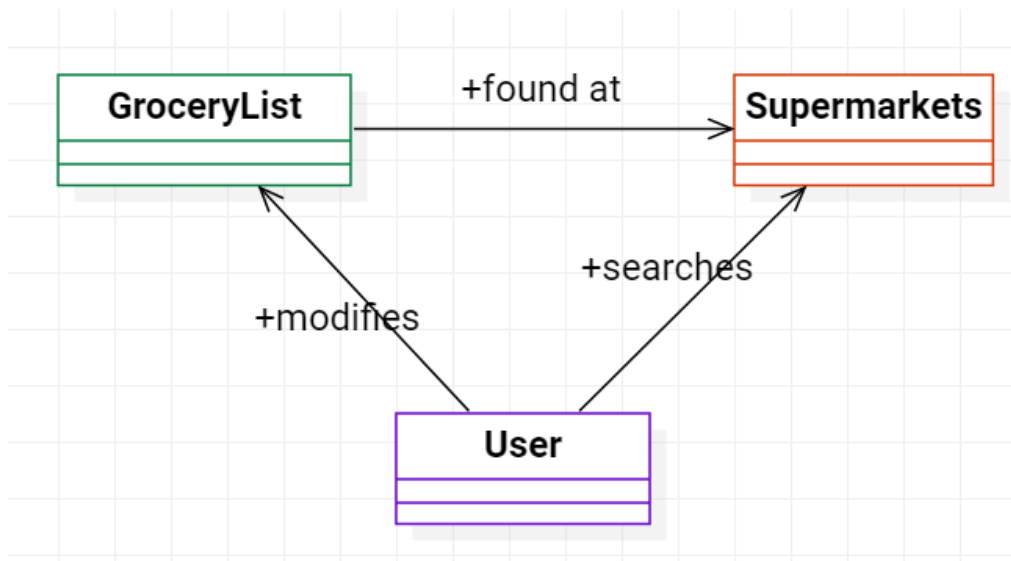 +found at
GroceryList
Supermarkets
+searches
+modifies
User